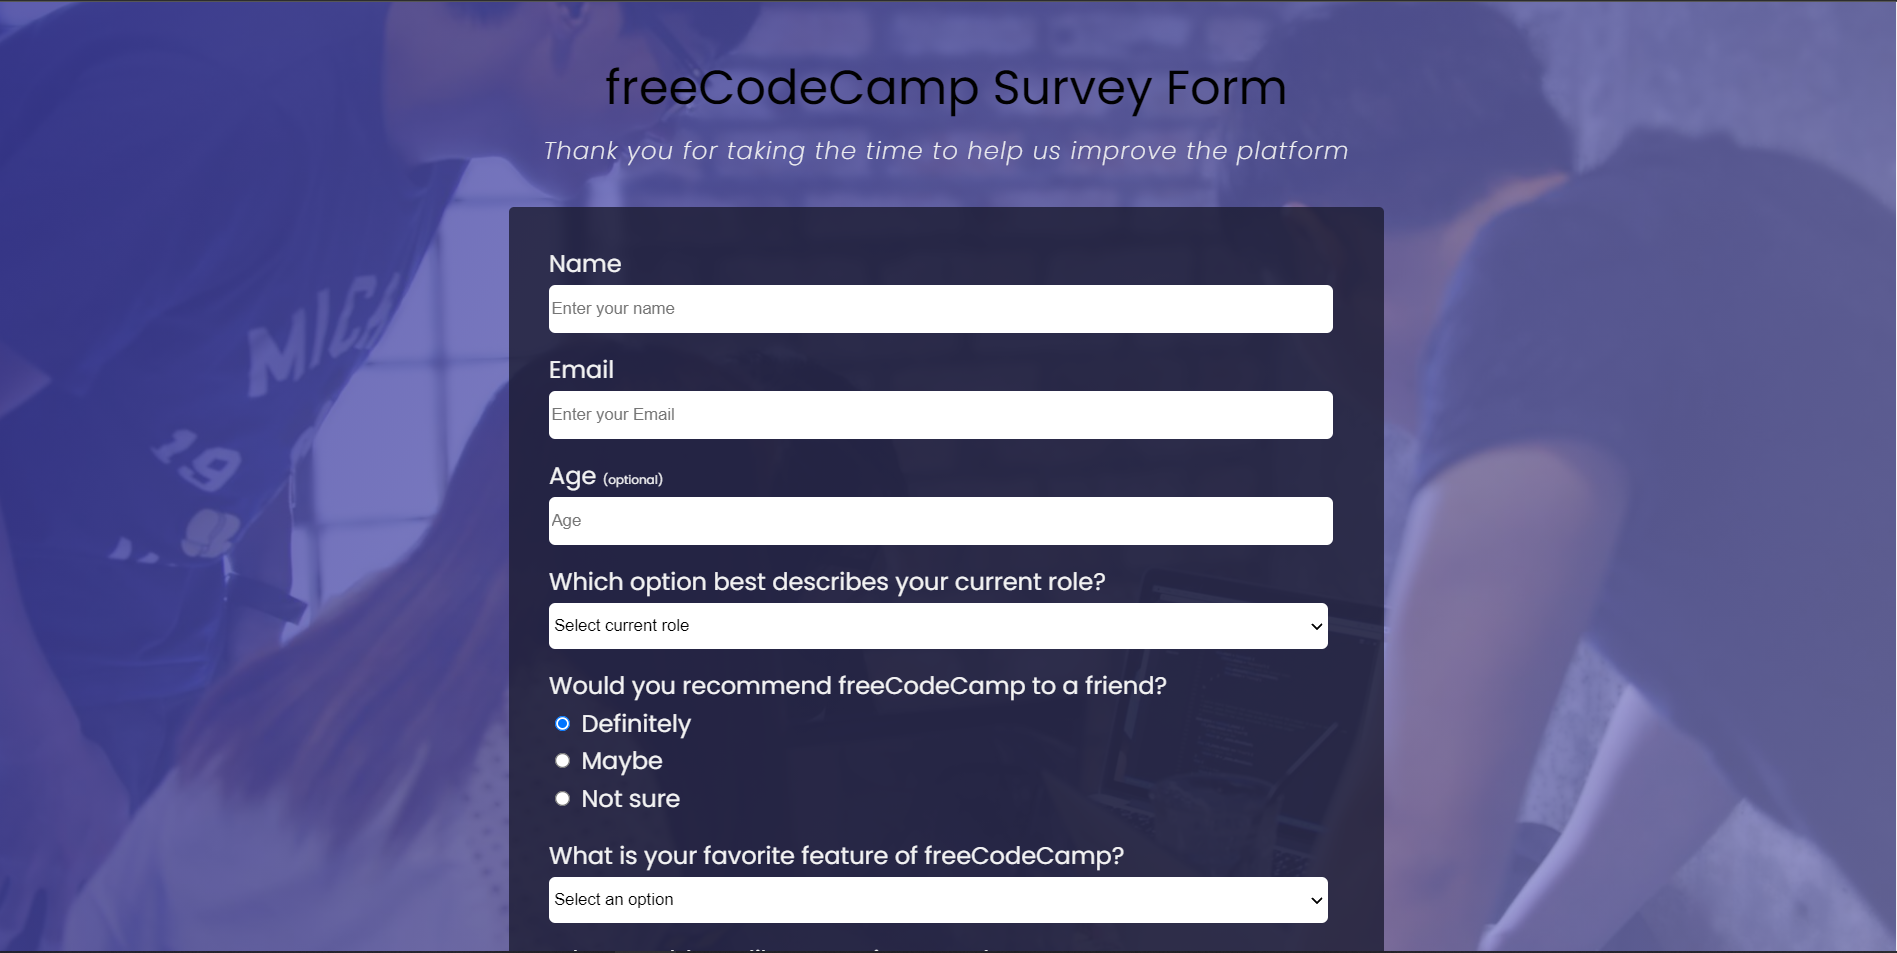 freeCodeCamp Survey Form
Thank you for taking the time to help us improve the platform
Name
Enter your name
Email
Enter your Email
Age (optional)
Age
Which option best describes your current role?
Select current role
Would you recommend freeCodeCamp to a friend?
Definitely
Maybe
Not sure
What is your favorite feature of freeCodeCamp?
Select an option
19